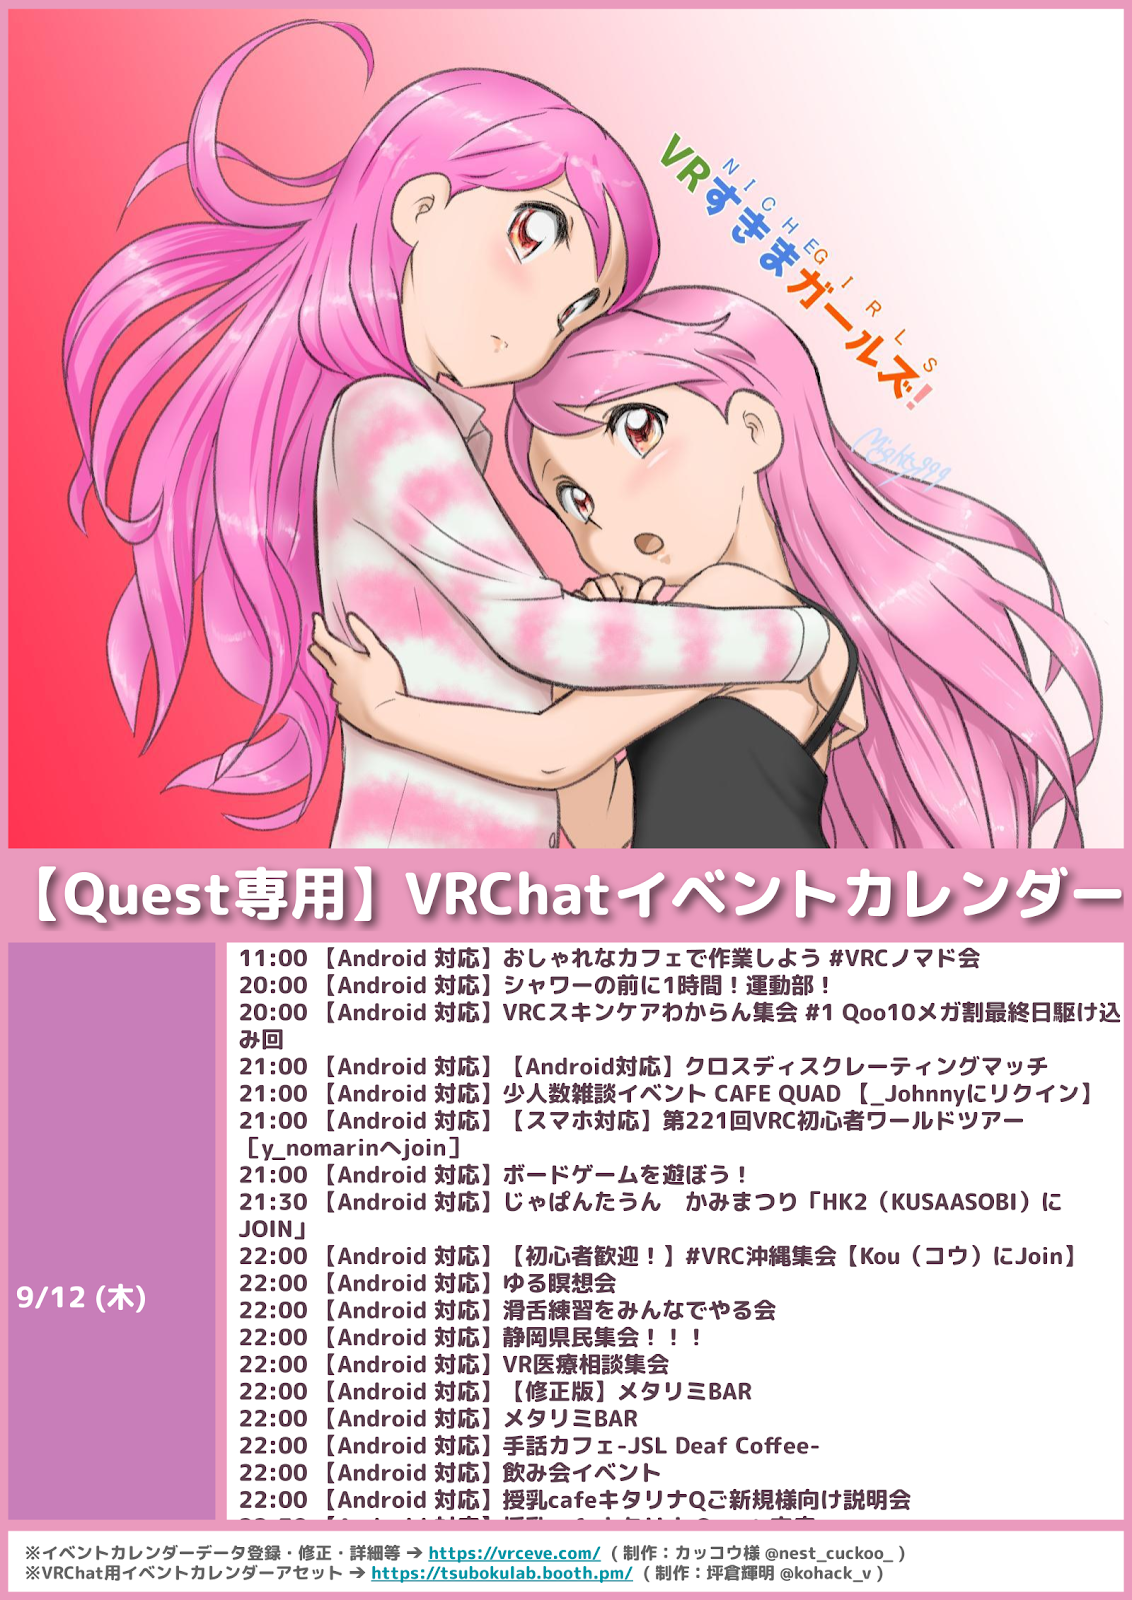 VRすきまガールズ!
NICHEGIRLS
Mighty999
【Quest専用】VRChatイベントカレンダー
9/12 (木)
11:00 【Android 対応】おしゃれなカフェで作業しよう #VRCノマド会
20:00 【Android 対応】シャワーの前に1時間！運動部！
20:00 【Android 対応】VRCスキンケアわからん集会 #1 Qoo10メガ割最終日駆け込
み回
21:00 【Android 対応】【Android対応】クロスディスクレーティングマッチ
21:00 【Android 対応】少人数雑談イベント CAFE QUAD 【_Johnnyにリクイン】
21:00 【Android 対応】【スマホ対応】第221回VRC初心者ワールドツアー
［y_nomarinへjoin］
21:00 【Android 対応】ボードゲームを遊ぼう！
21:30 【Android 対応】じゃぱんたうん　かみまつり「HK2（KUSAASOBI）に
JOIN」
22:00 【Android 対応】【初心者歓迎！】#VRC沖縄集会【Kou（コウ）にJoin】
22:00 【Android 対応】ゆる瞑想会
22:00 【Android 対応】滑舌練習をみんなでやる会
22:00 【Android 対応】静岡県民集会！！！
22:00 【Android 対応】VR医療相談集会
22:00 【Android 対応】【修正版】メタリミBAR
22:00 【Android 対応】メタリミBAR
22:00 【Android 対応】手話カフェ-JSL Deaf Coffee-
22:00 【Android 対応】飲み会イベント
22:00 【Android 対応】授乳cafeキタリナQご新規様向け説明会
※イベントカレンダーデータ登録・修正・詳細等 → https://vrceve.com/ （制作：カッコウ様 @nest_cuckoo_ ）
※VRChat用イベントカレンダーアセット → https://tsubokulab.booth.pm/ （制作：坪倉輝明 @kohack_v ）